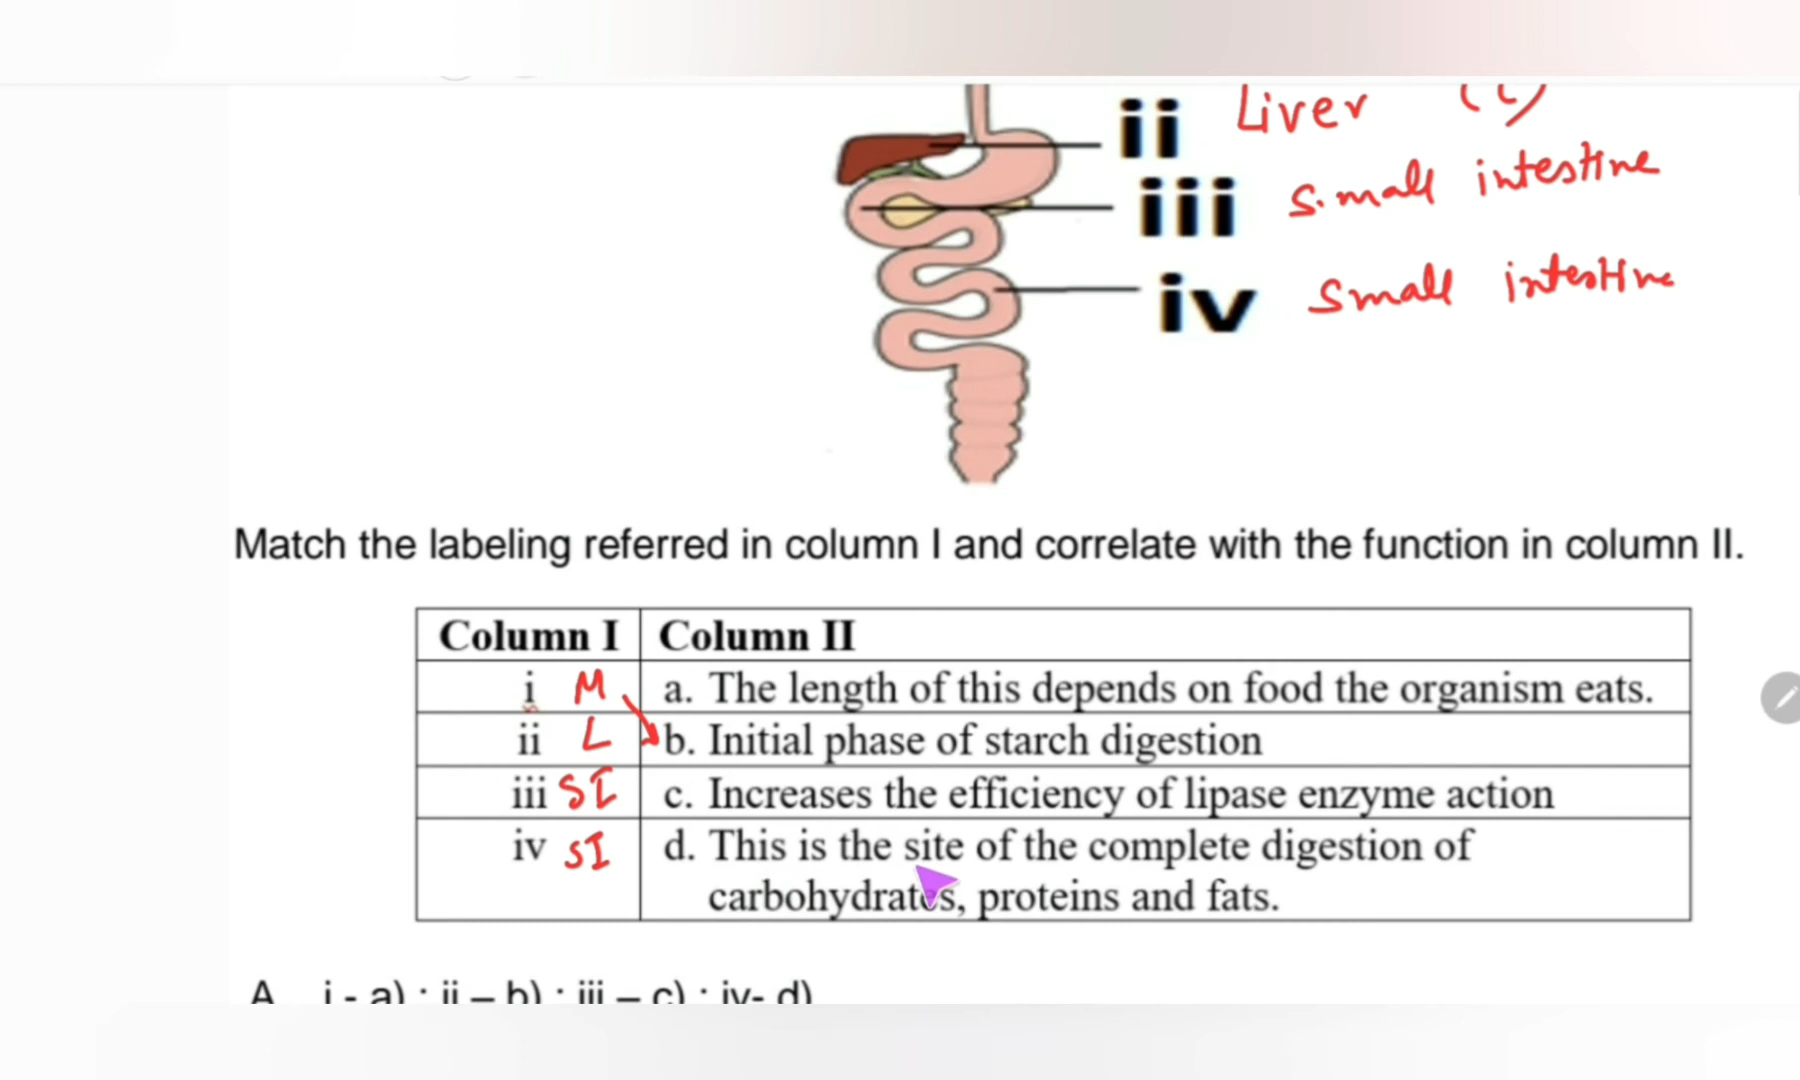 ii Liver
iii Small intestine
iv Small intestine
Match the labeling referred in column I and correlate with the function in column II.
Column I Column II
i M a. The length of this depends on food the organism eats.
ii L b. Initial phase of starch digestion
iii SI c. Increases the efficiency of lipase enzyme action
iv SI d. This is the site of the complete digestion of
carbohydrates, proteins and fats.
A i - a) ; ii – b) ; iii – c) ; iv- d)